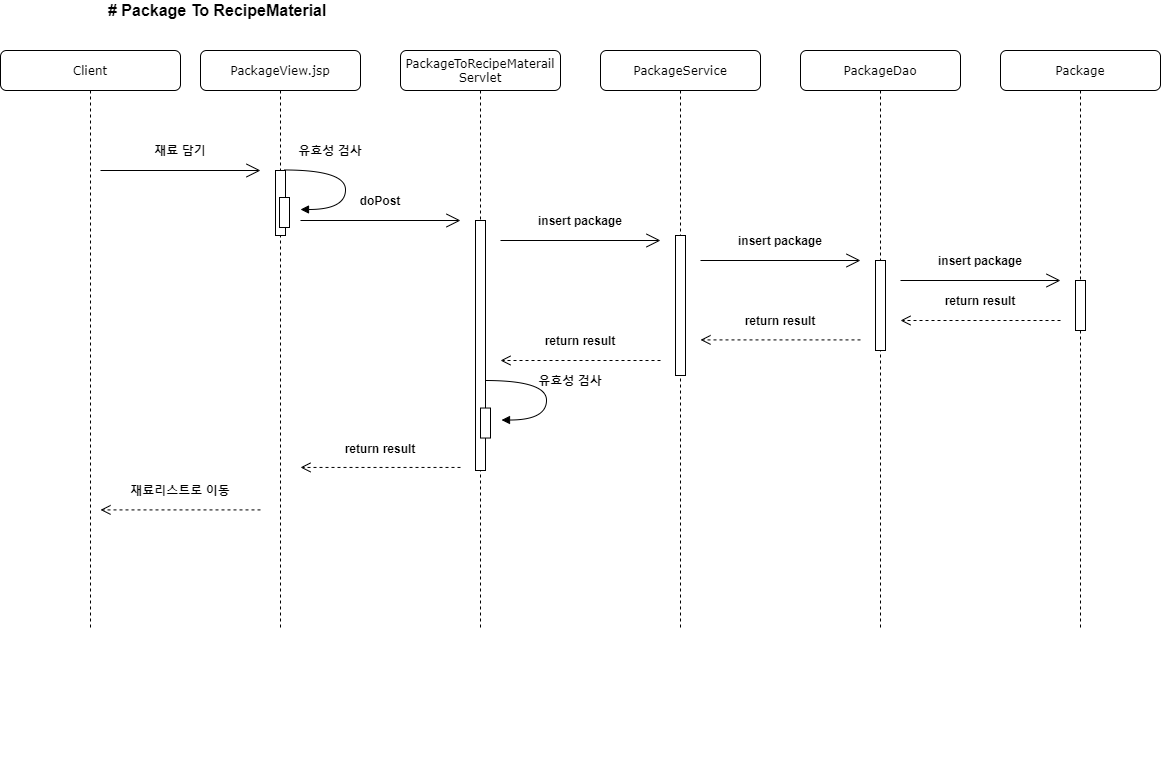 # Package To RecipeMaterial
Client
PackageView.jsp
PackageToRecipeMaterail
Servlet
PackageService
PackageDao
Package
재료 담기
유효성 검사
doPost
insert package
insert package
insert package
return result
return result
return result
유효성 검사
return result
재료리스트로 이동